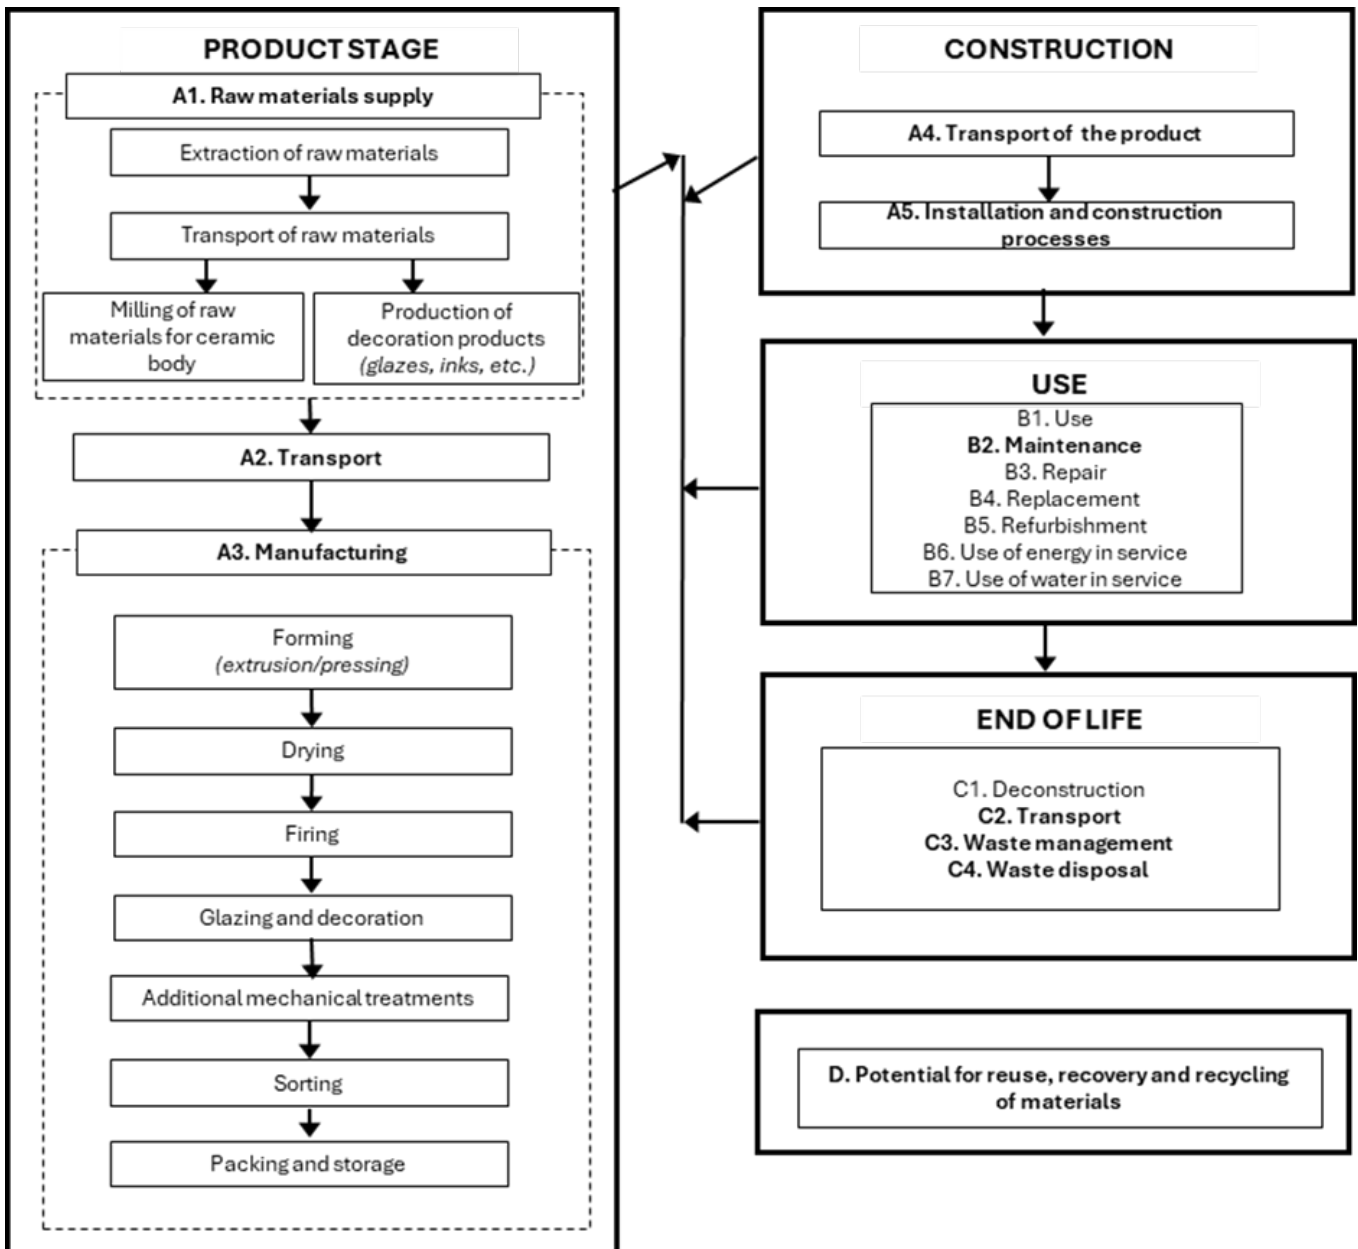 PRODUCT STAGE
A1. Raw materials supply
Extraction of raw materials
Transport of raw materials
Milling of raw
materials for ceramic
body
Production of
decoration products
(glazes, inks, etc.)
A2. Transport
A3. Manufacturing
Forming
(extrusion/pressing)
Drying
Firing
Glazing and decoration
Additional mechanical treatments
Sorting
Packing and storage
CONSTRUCTION
A4. Transport of the product
A5. Installation and construction
processes
USE
B1. Use
B2. Maintenance
B3. Repair
B4. Replacement
B5. Refurbishment
B6. Use of energy in service
B7. Use of water in service
END OF LIFE
C1. Deconstruction
C2. Transport
C3. Waste management
C4. Waste disposal
D. Potential for reuse, recovery and recycling
of materials